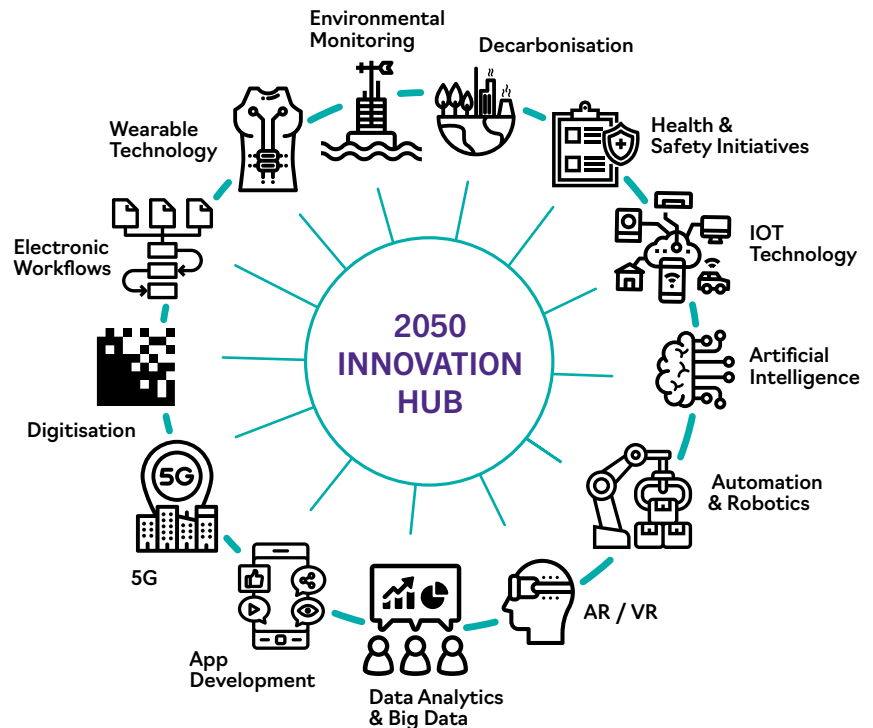 Environmental
Monitoring
Decarbonisation
Health &
Safety Initiatives
IOT
Technology
Artificial
Intelligence
Automation
& Robotics
AR / VR
Data Analytics
& Big Data
App
Development
5G
5G
Digitisation
Electronic
Workflows
Wearable
Technology
2050
INNOVATION
HUB